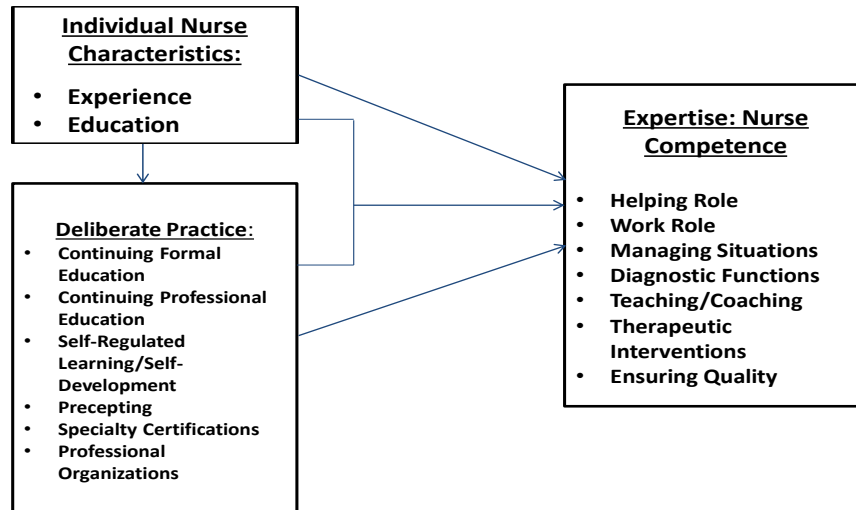 Individual Nurse
Characteristics:
• Experience
• Education
Deliberate Practice:
• Continuing Formal
Education
• Continuing Professional
Education
• Self-Regulated
Learning/Self-
Development
• Precepting
• Specialty Certifications
• Professional
Organizations
Expertise: Nurse
Competence
• Helping Role
• Work Role
• Managing Situations
• Diagnostic Functions
• Teaching/Coaching
• Therapeutic
Interventions
• Ensuring Quality